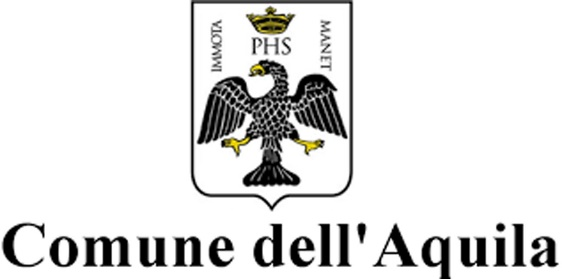 IMMOTA
PHS
MANET
Comune dell'Aquila